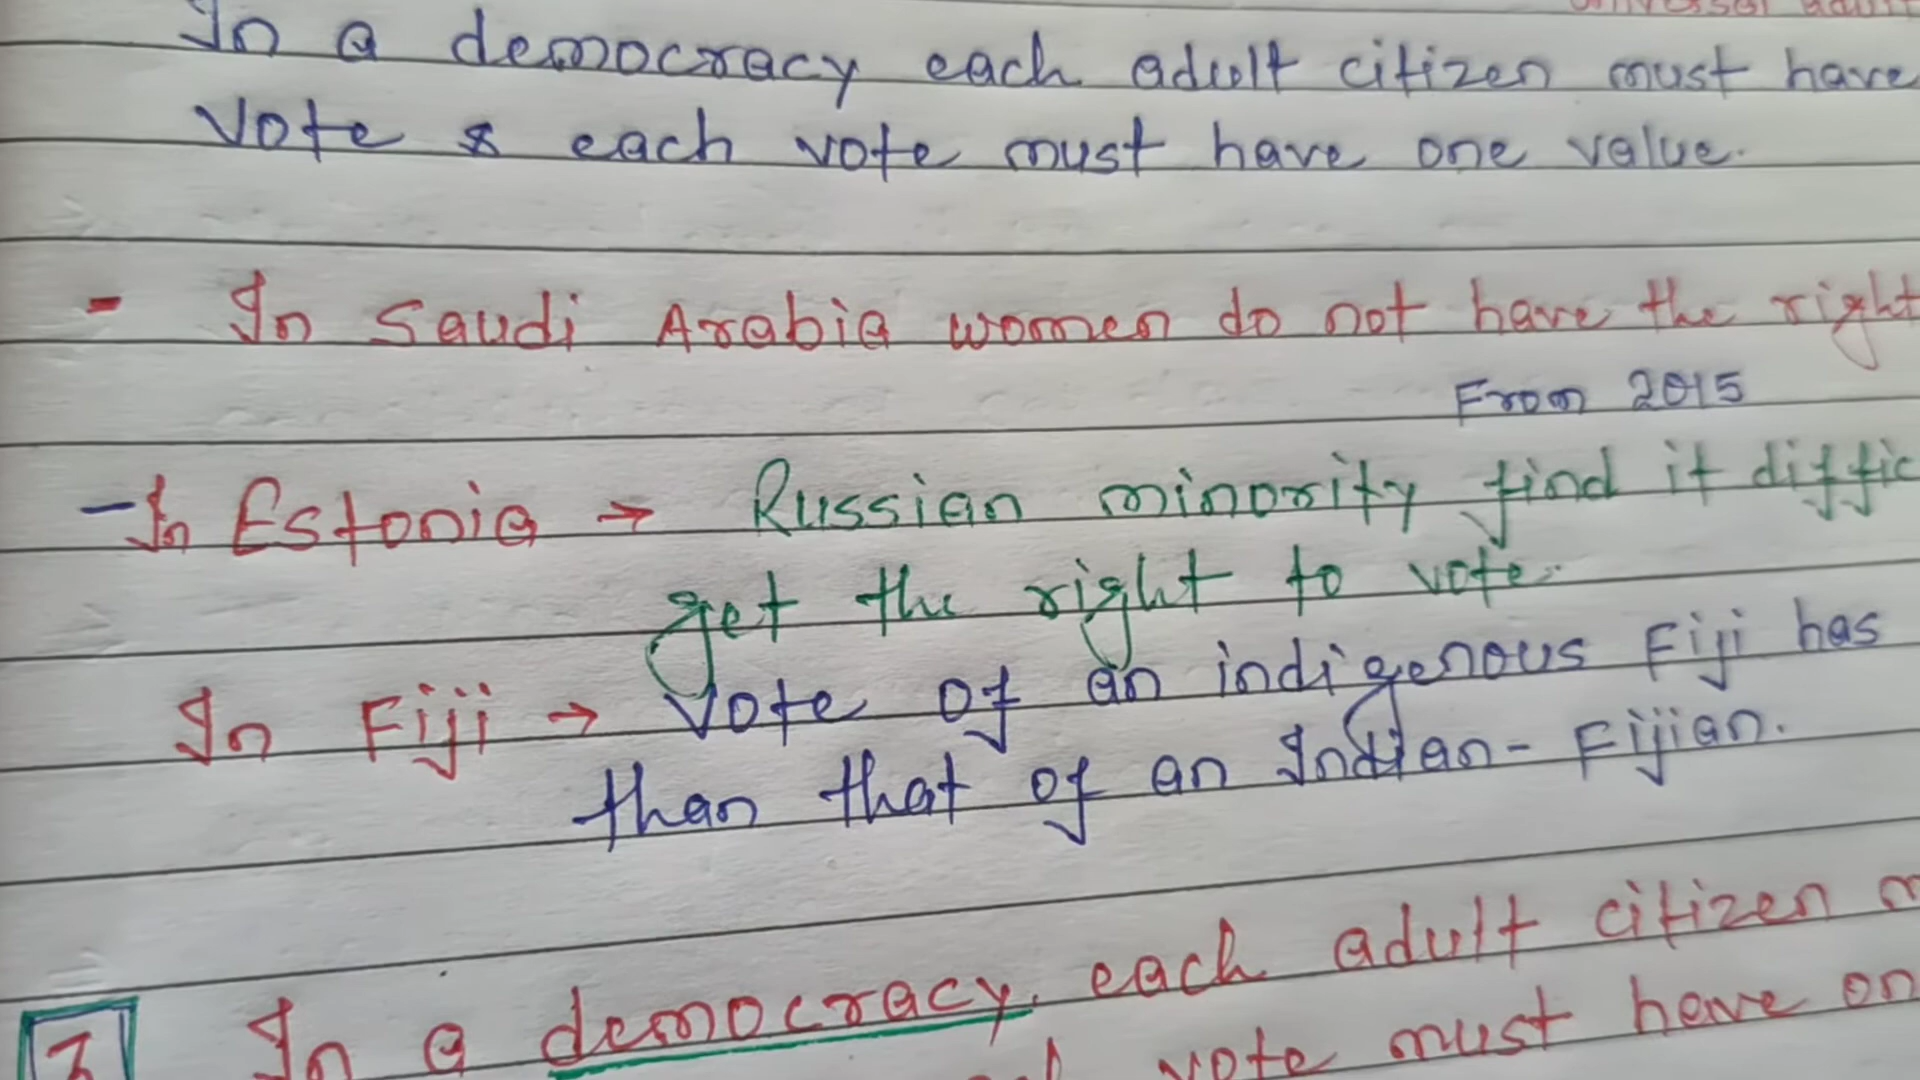 In a democracy each adult citizen must have
vote & each vote must have one value.
- In Saudi Arabia women do not have the right
From 2015
- In Estonia → Russian minority find it diffic
get the right to vote.
In Fiji → Vote of an indigenous Fiji has
than that of an Indian - Fijian.
In a democracy, each adult citizen m
vote must have on